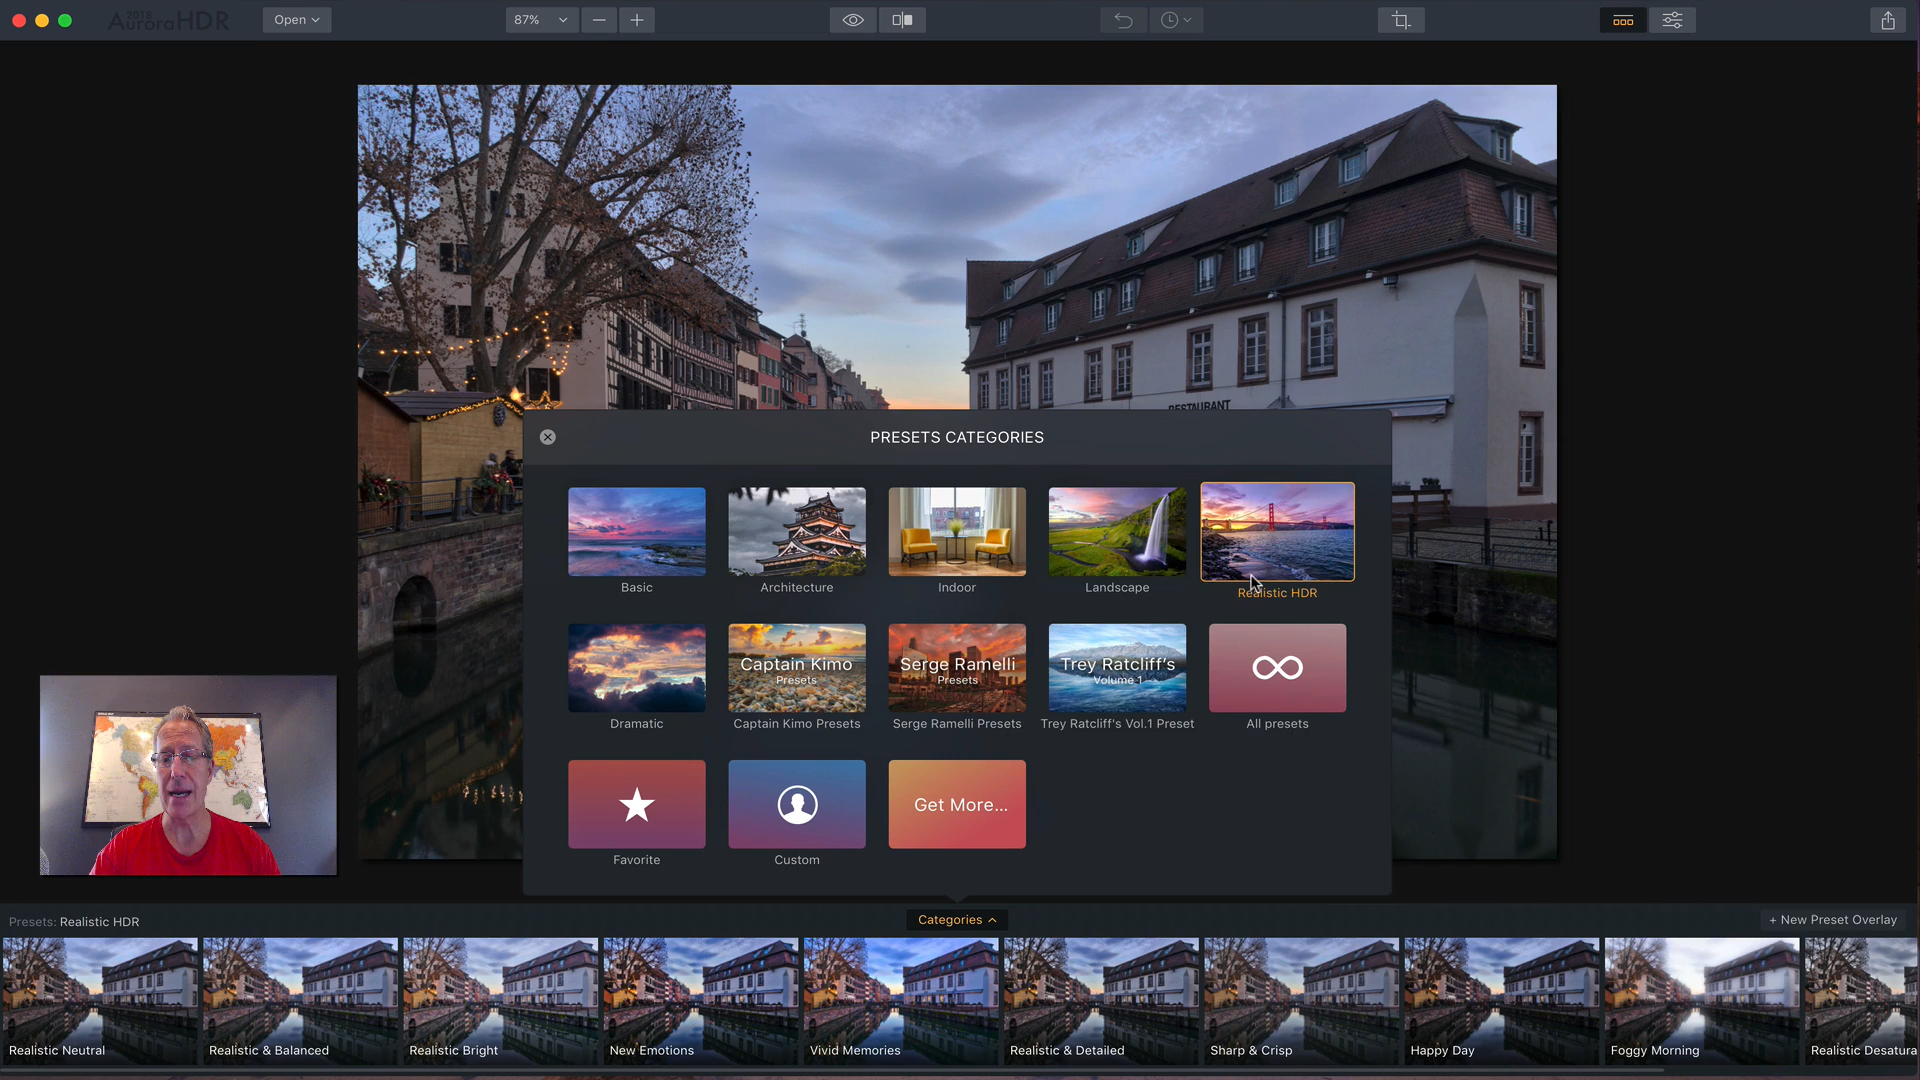 2018
AuroraHDR
Open
87%
RESTAURANT
PRESETS CATEGORIES
Basic
Architecture
Indoor
Landscape
Realistic HDR
Captain Kimo
Presets
Serge Ramelli
Presets
Trey Ratcliff's
Volume 1
Dramatic
Captain Kimo Presets
Serge Ramelli Presets
Trey Ratcliff's Vol.1 Preset
All presets
Get More...
Favorite
Custom
Presets: Realistic HDR
Categories
+ New Preset Overlay
Realistic Neutral
Realistic & Balanced
Realistic Bright
New Emotions
Vivid Memories
Realistic & Detailed
Sharp & Crisp
Happy Day
Foggy Morning
Realistic Desatura